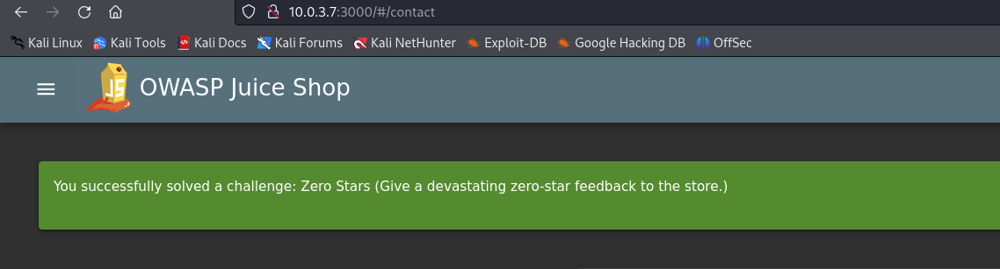 10.0.3.7:3000/#/contact
Kali Linux Kali Tools Kali Docs Kali Forums Kali NetHunter Exploit-DB Google Hacking DB OffSec
JS OWASP Juice Shop
You successfully solved a challenge: Zero Stars (Give a devastating zero-star feedback to the store.)